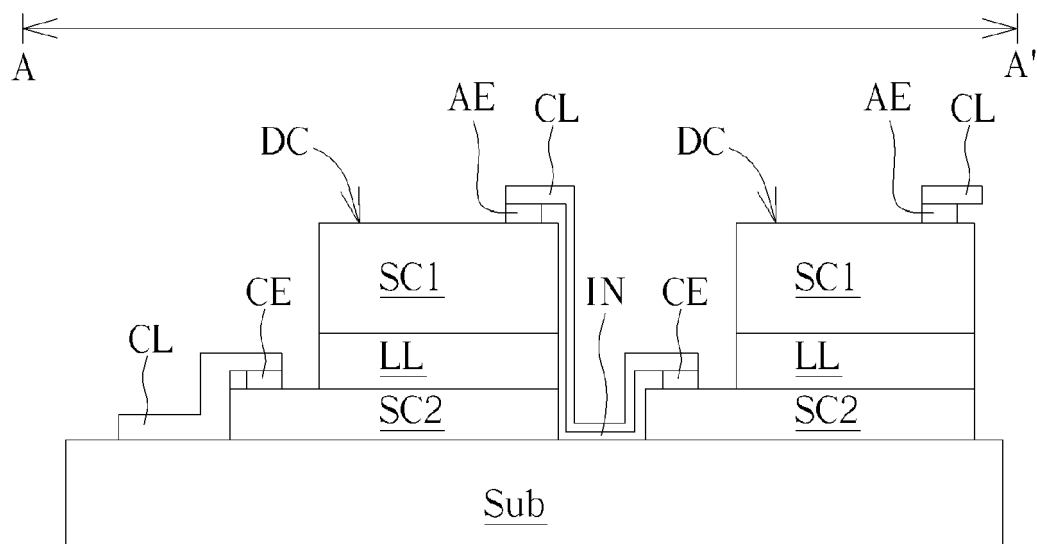 A A'
AE CL AE CL
DC DC
SC1 SC1
CE IN CE
CL LL LL
SC2 SC2
Sub